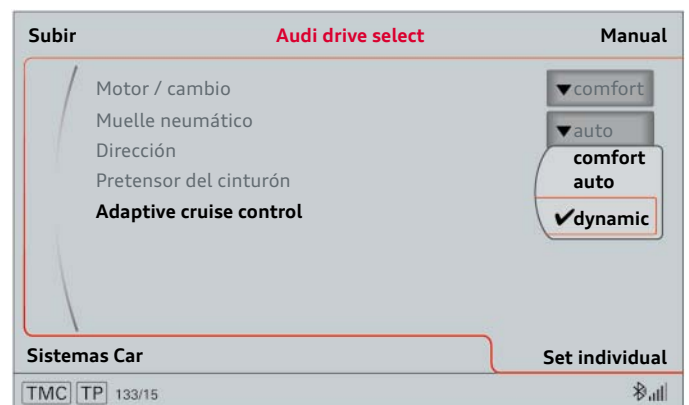 Subir Audi drive select Manual
Motor / cambio ▼comfort
Muelle neumático ▼auto
Dirección comfort
Pretensor del cinturón auto
Adaptive cruise control ✔dynamic
Sistemas Car Set individual
TMC TP 133/15